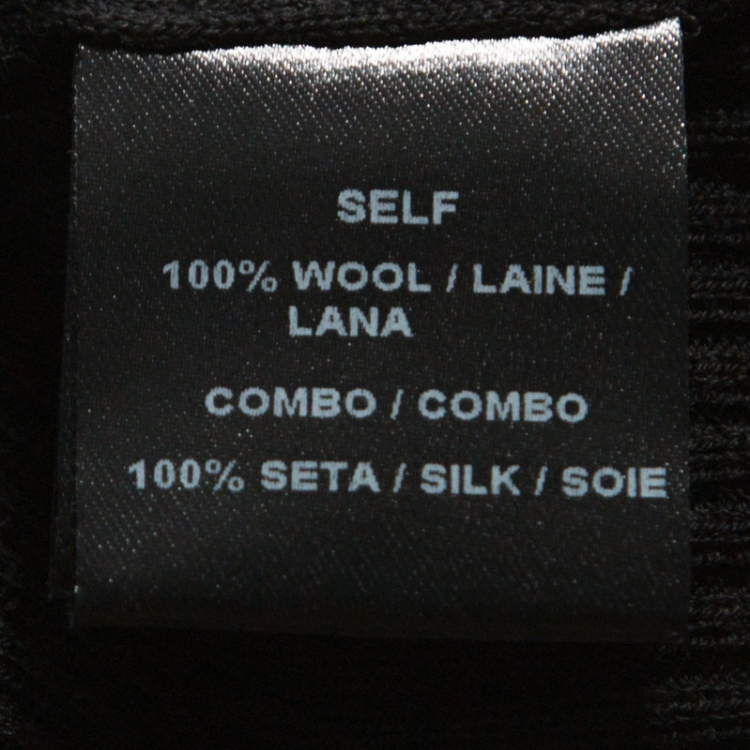 SELF
100% WOOL / LAINE /
LANA
COMBO / COMBO
100% SETA / SILK / SOIE